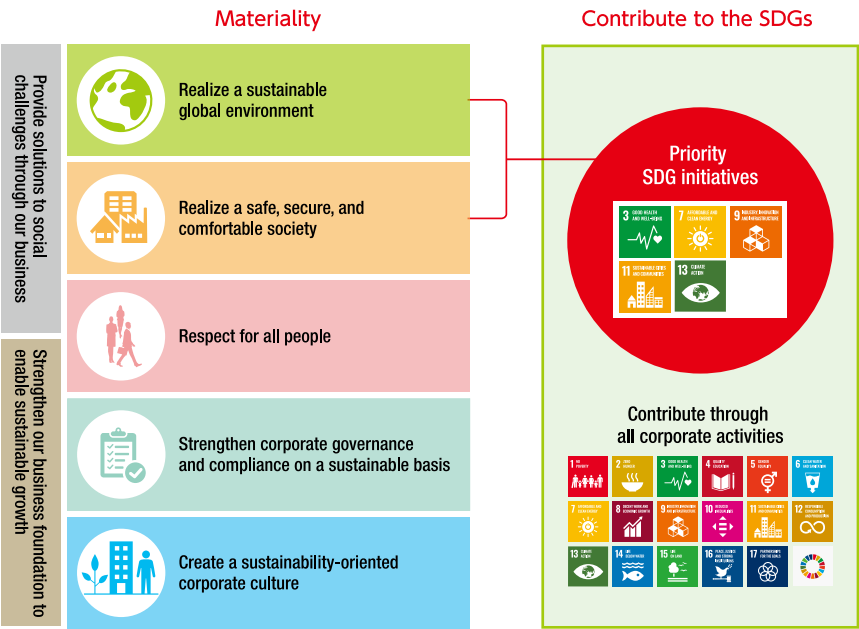 Materiality
Contribute to the SDGs
Provide solutions to social
challenges through our business
Realize a sustainable
global environment
Realize a safe, secure, and
comfortable society
Respect for all people
Strengthen our business foundation to
enable sustainable growth
Strengthen corporate governance
and compliance on a sustainable basis
Create a sustainability-oriented
corporate culture
Priority
SDG initiatives
3 GOOD HEALTH
AND WELL-BEING
7 AFFORDABLE AND
CLEAN ENERGY
9 INDUSTRY, INNOVATION
AND INFRASTRUCTURE
11 SUSTAINABLE CITIES
AND COMMUNITIES
13 CLIMATE
ACTION
Contribute through
all corporate activities
1 NO
POVERTY
2 ZERO
HUNGER
3 GOOD HEALTH
AND WELL-BEING
4 QUALITY
EDUCATION
5 GENDER
EQUALITY
6 CLEAN WATER
AND SANITATION
7 AFFORDABLE AND
CLEAN ENERGY
8 DECENT WORK AND
ECONOMIC GROWTH
9 INDUSTRY, INNOVATION
AND INFRASTRUCTURE
10 REDUCED
INEQUALITIES
11 SUSTAINABLE CITIES
AND COMMUNITIES
12 RESPONSIBLE
CONSUMPTION
AND PRODUCTION
13 CLIMATE
ACTION
14 LIFE
BELOW WATER
15 LIFE
ON LAND
16 PEACE, JUSTICE
AND STRONG
INSTITUTIONS
17 PARTNERSHIPS
FOR THE GOALS